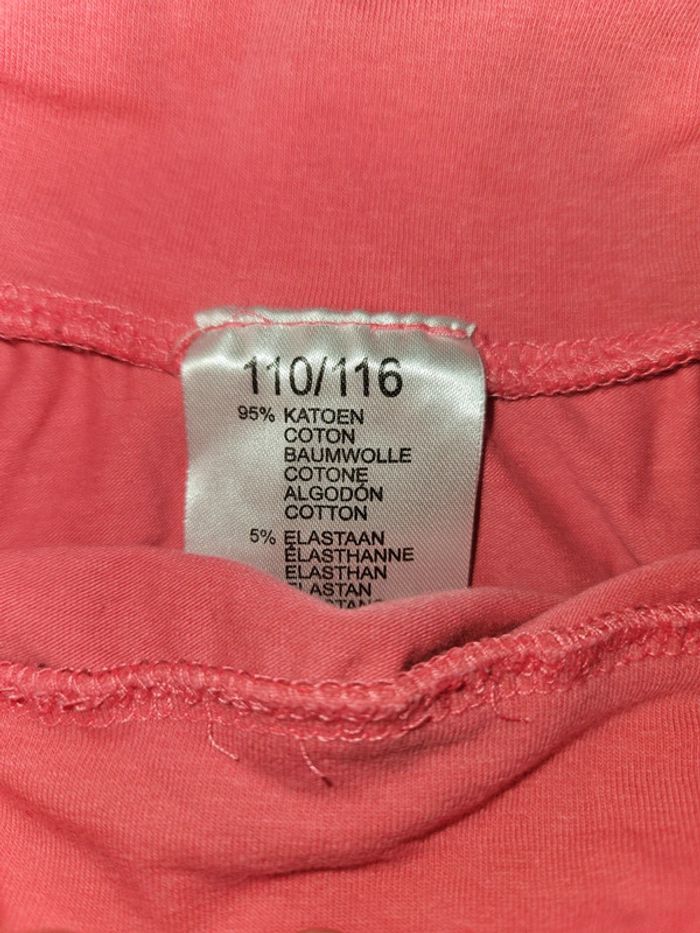 110/116
95% KATOEN
COTON
BAUMWOLLE
COTONE
ALGODÓN
COTTON
5% ELASTAAN
ÉLASTHANNE
ELASTHAN